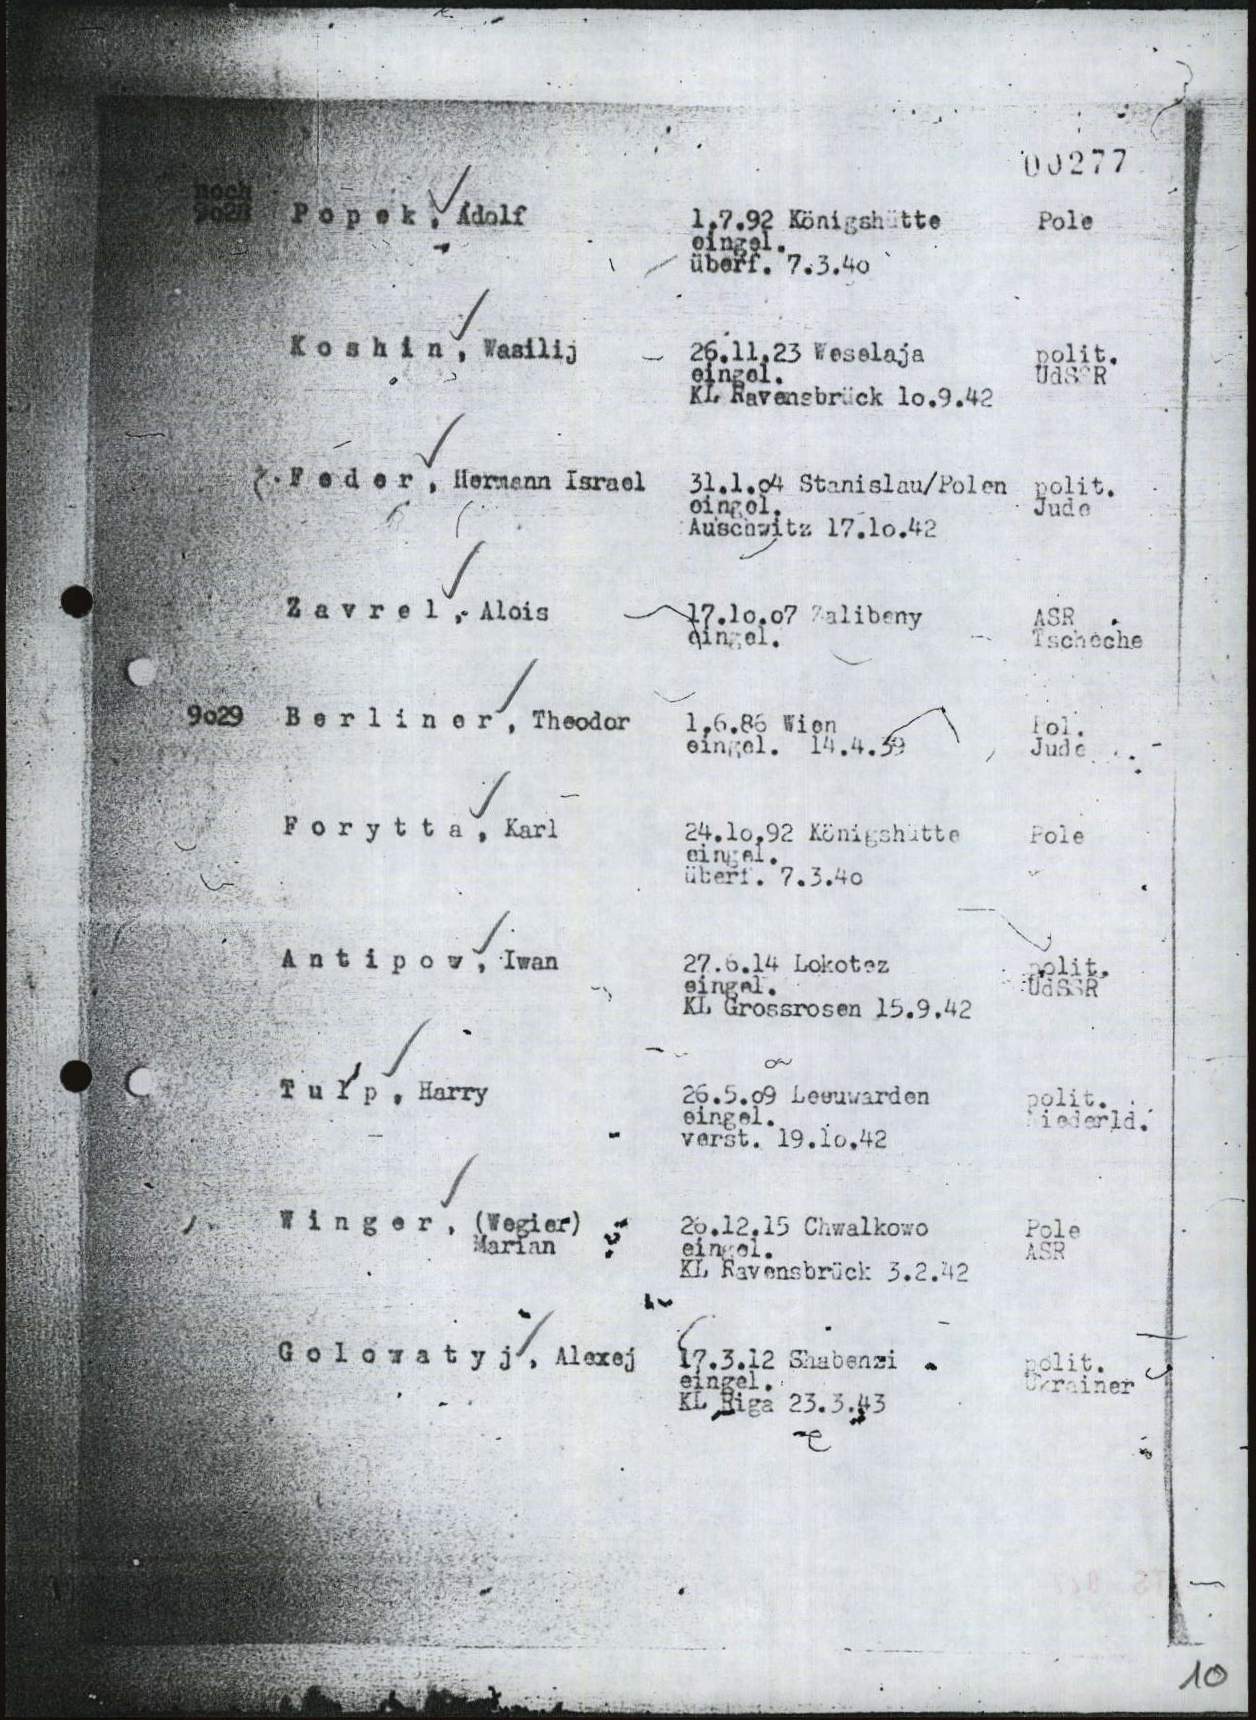 00277
noch
9028 Popek, Adolf 1.7.92 Königshütte Pole
eingel.
überf. 7.3.40
Koshin, Wasilij 26.11.23 Weselaja polit.
eingel. UdSSR
KL Ravensbrück 10.9.42
Feder, Hermann Israel 31.1.04 Stanislau/Polen polit.
eingel. Jude
Auschwitz 17.10.42
Zavrel, Alois 17.10.07 Zalibeny ASR
eingel. Tscheche
9029 Berliner, Theodor 1.6.86 Wien Pol.
eingel. 14.4.39 Jude
Forytta, Karl 24.10.92 Königshütte Pole
eingel.
überf. 7.3.40
Antipow, Iwan 27.6.14 Lokotez polit.
eingel. UdSSR
KL Grossrosen 15.9.42
Tulp, Harry 26.5.09 Leeuwarden polit.
eingel. Niederld.
verst. 19.10.42
Winger, (Wegier) 26.12.15 Chwalkowo Pole
Marian eingel. ASR
KL Ravensbrück 3.2.42
Golowatyj, Alexej 17.3.12 Shabenzi polit.
eingel. Ukrainer
KL Riga 23.3.43
10